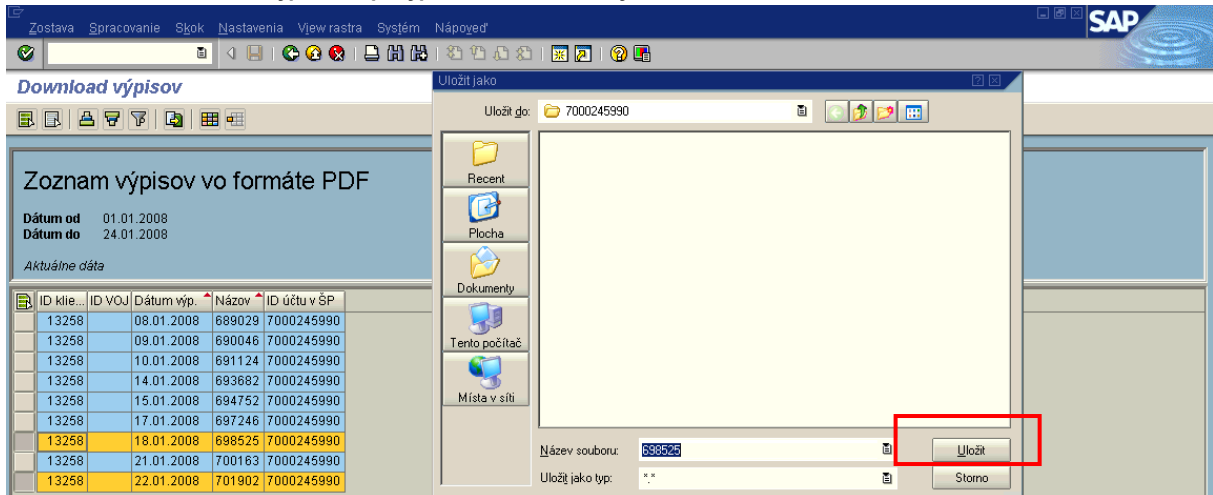 Zostava Spracovanie Skok Nastavenia View rastra Systém Nápoveď
SAP
Download výpisov
Zoznam výpisov vo formáte PDF
Dátum od 01.01.2008
Dátum do 24.01.2008
Aktuálne dáta
ID klie... ID VOJ Dátum výp. Názov ID účtu v ŠP
13258 08.01.2008 689029 7000245990
13258 09.01.2008 690046 7000245990
13258 10.01.2008 691124 7000245990
13258 14.01.2008 693682 7000245990
13258 15.01.2008 694752 7000245990
13258 17.01.2008 697246 7000245990
13258 18.01.2008 698525 7000245990
13258 21.01.2008 700163 7000245990
13258 22.01.2008 701902 7000245990
Uložit jako
Uložit do: 7000245990
Recent
Plocha
Dokumenty
Tento počítač
Místa v síti
Název souboru: 698525 Uložit
Uložit jako typ: *.* Storno